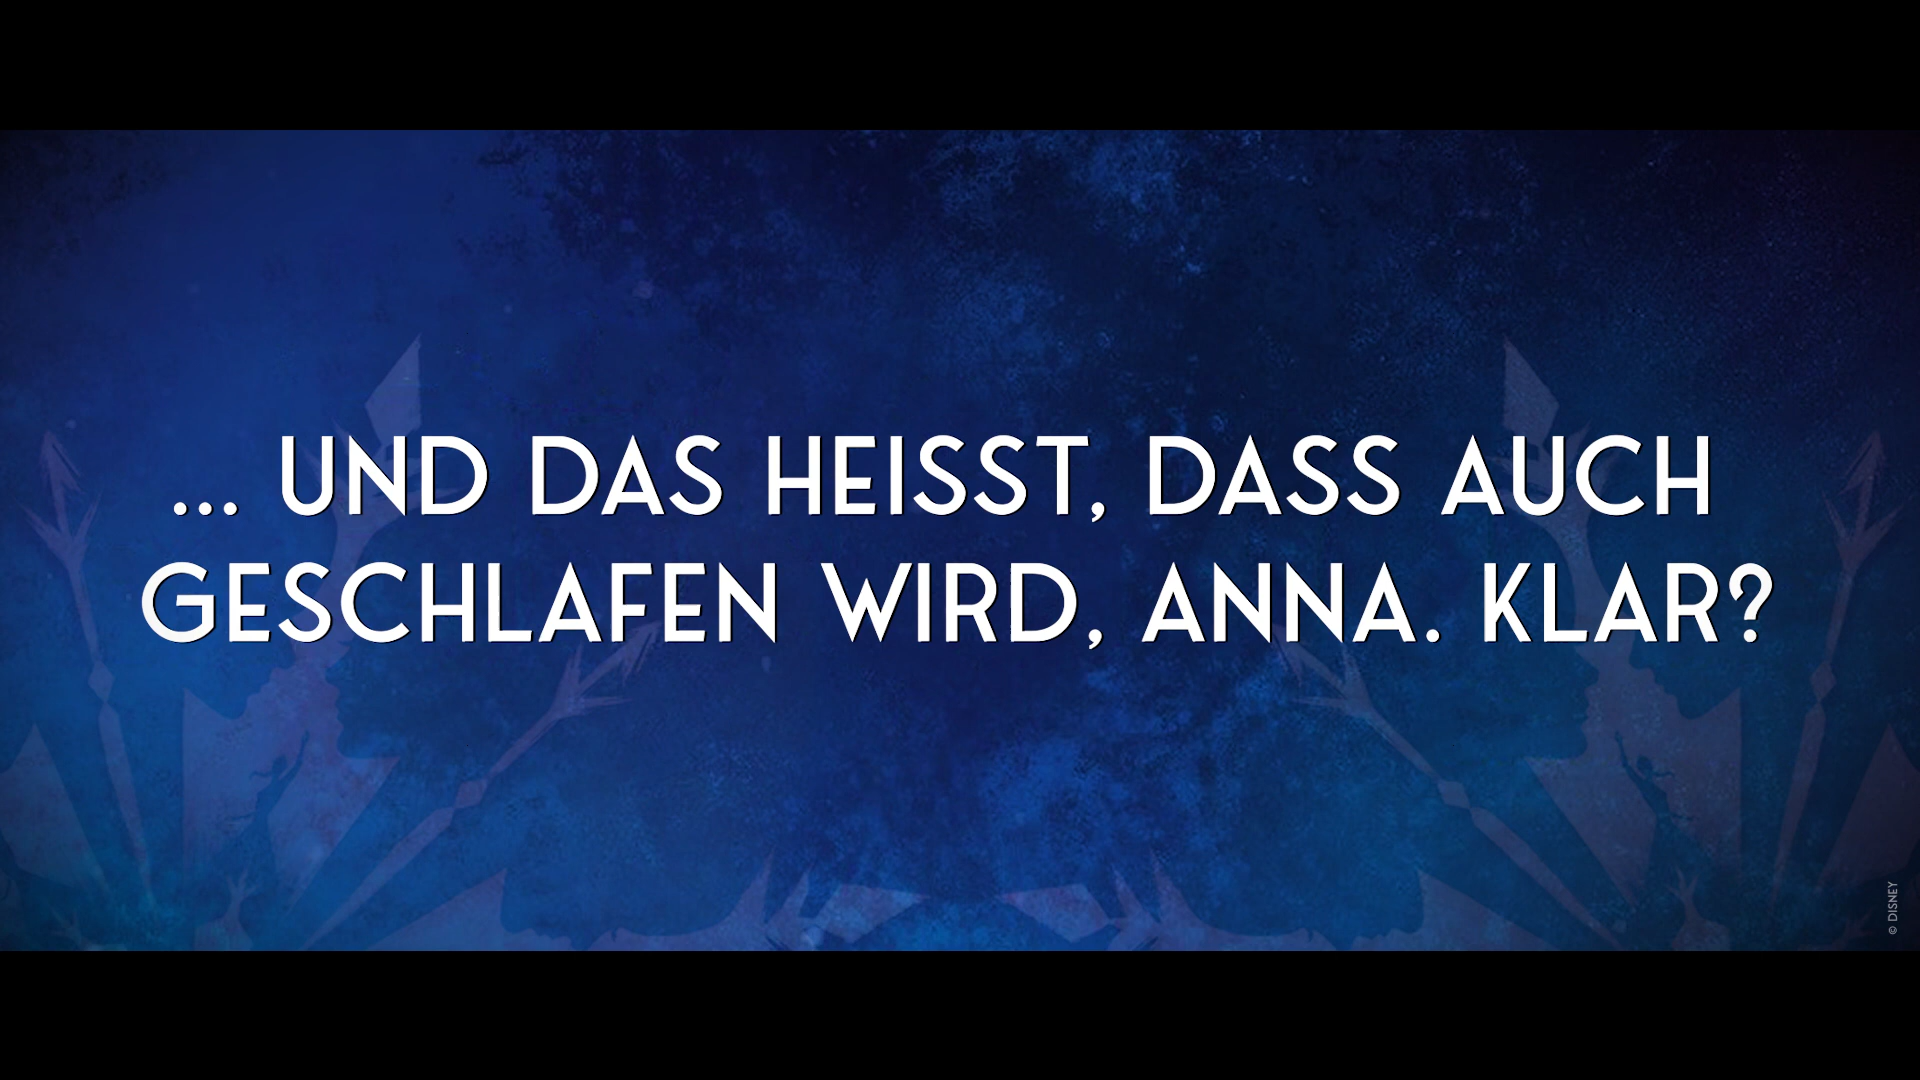 ... UND DAS HEISST, DASS AUCH
GESCHLAFEN WIRD, ANNA. KLAR?
© DISNEY